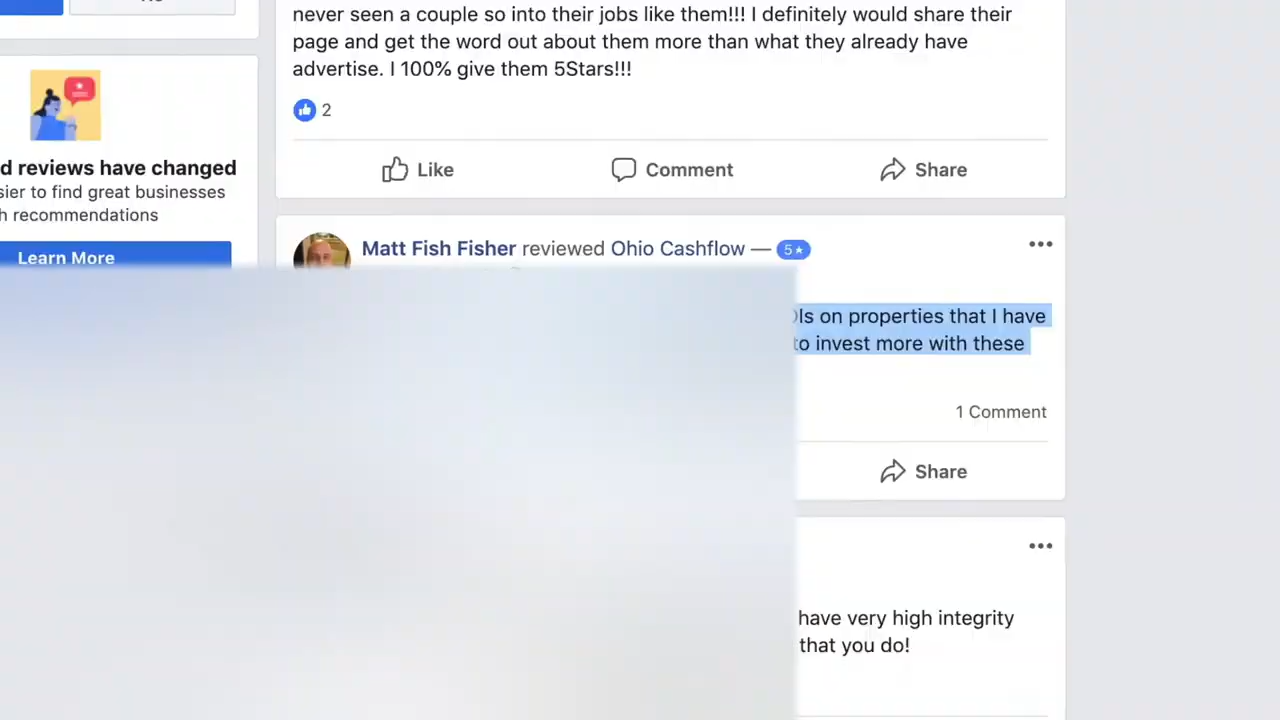 never seen a couple so into their jobs like them!!! I definitely would share their
page and get the word out about them more than what they already have
advertise. I 100% give them 5Stars!!!
2
Like Comment Share
d reviews have changed
sier to find great businesses
h recommendations
Learn More
Matt Fish Fisher reviewed Ohio Cashflow — 5★
Is on properties that I have
to invest more with these
1 Comment
Share
have very high integrity
that you do!